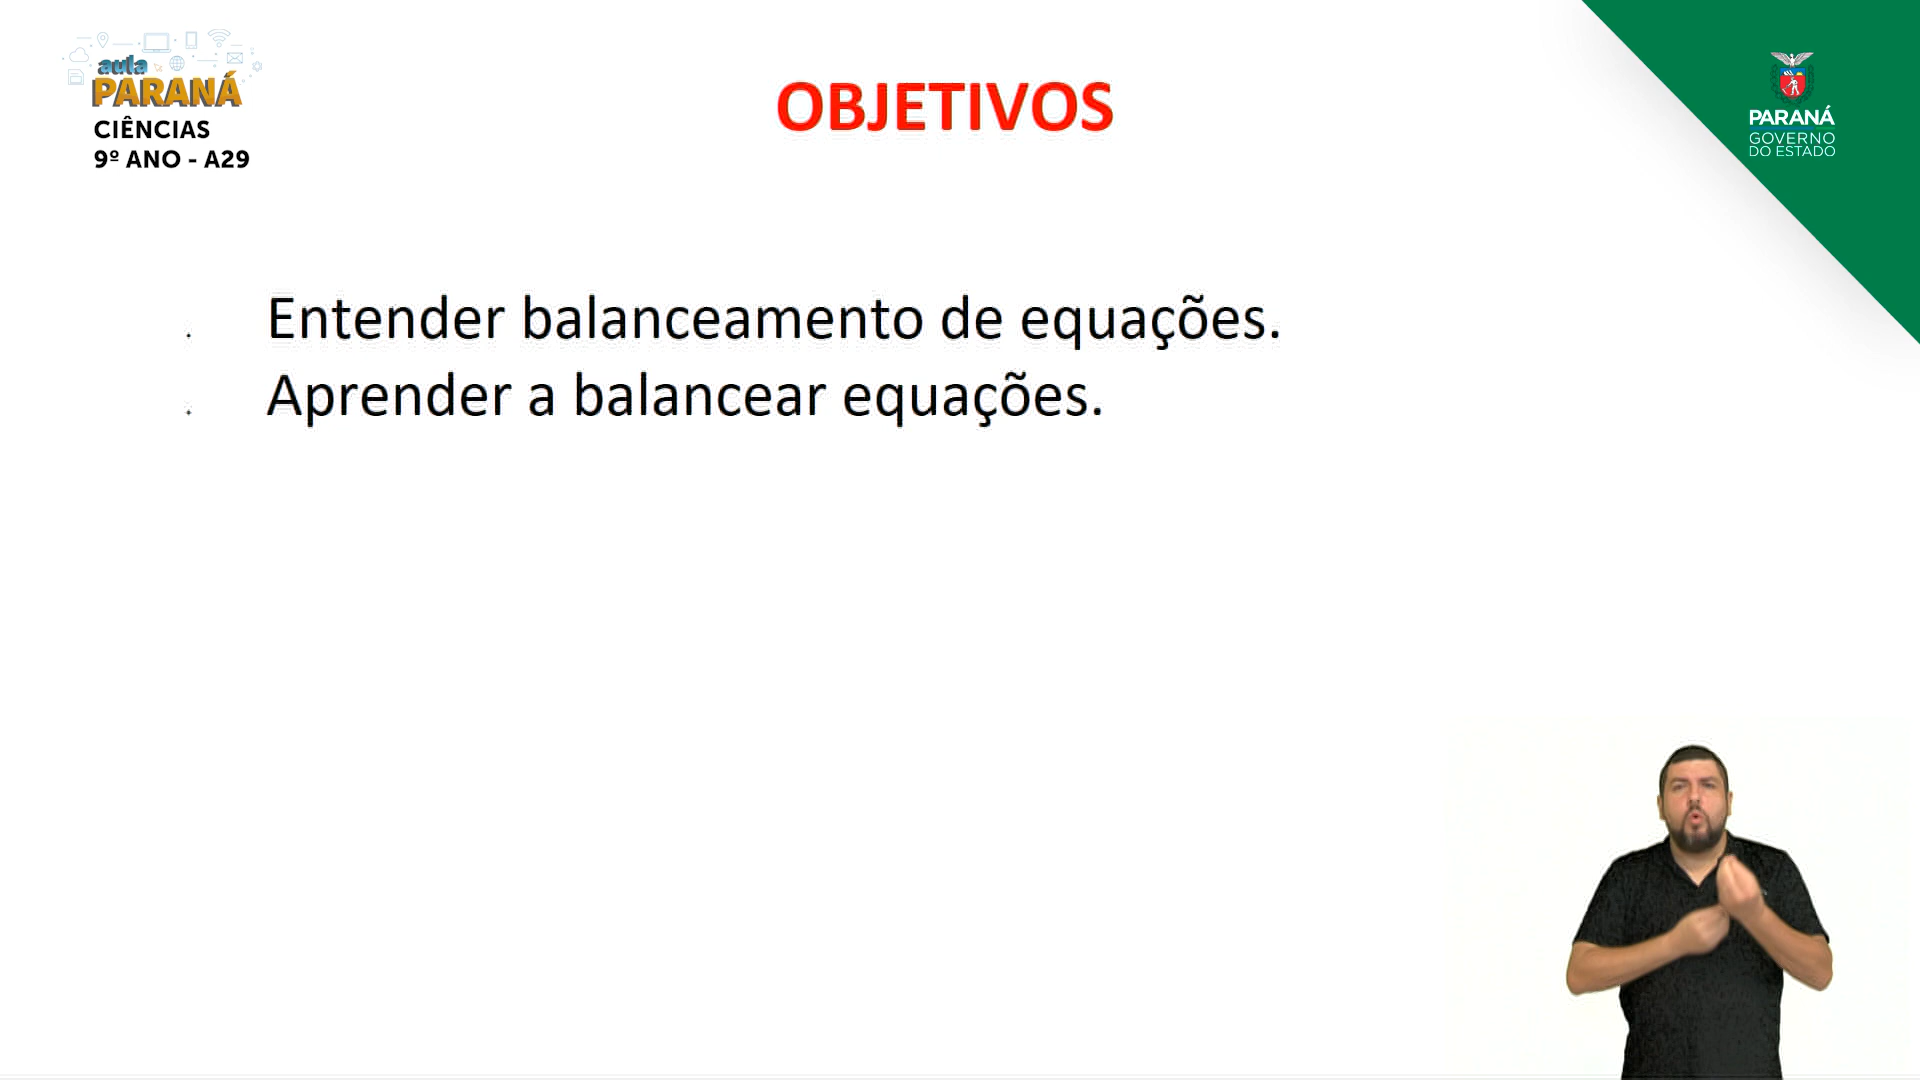 aula
PARANÁ
CIÊNCIAS
9º ANO - A29
OBJETIVOS
PARANÁ
GOVERNO
DO ESTADO
Entender balanceamento de equações.
Aprender a balancear equações.